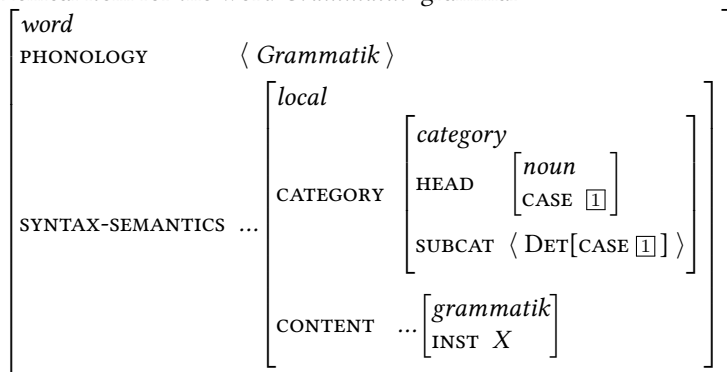 word
PHONOLOGY ⟨ Grammatik ⟩
local
category
HEAD
noun
CASE 1
CATEGORY
SUBCAT ⟨ DET[CASE 1] ⟩
SYNTAX-SEMANTICS ...
CONTENT ...
grammatik
INST X